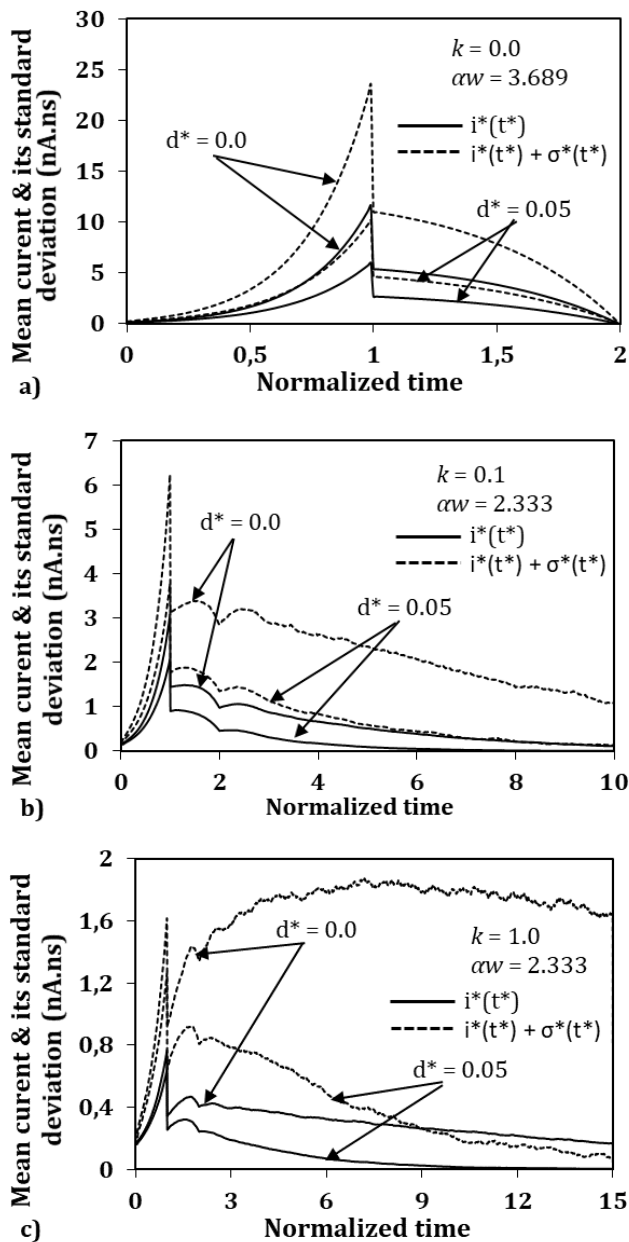 Mean curent & its standard
deviation (nA.ns)
30
25
20
15
10
5
0
k = 0.0
αw = 3.689
i*(t*)
i*(t*) + σ*(t*)
d* = 0.0
d* = 0.05
0
0,5
1
1,5
2
Normalized time
a)
Mean curent & its standard
deviation (nA.ns)
7
6
5
4
3
2
1
0
k = 0.1
αw = 2.333
i*(t*)
i*(t*) + σ*(t*)
d* = 0.0
d* = 0.05
0
2
4
6
8
10
Normalized time
b)
Mean curent & its standard
deviation (nA.ns)
2
1,6
1,2
0,8
0,4
0
d* = 0.0
k = 1.0
αw = 2.333
i*(t*)
i*(t*) + σ*(t*)
d* = 0.05
0
3
6
9
12
15
Normalized time
c)